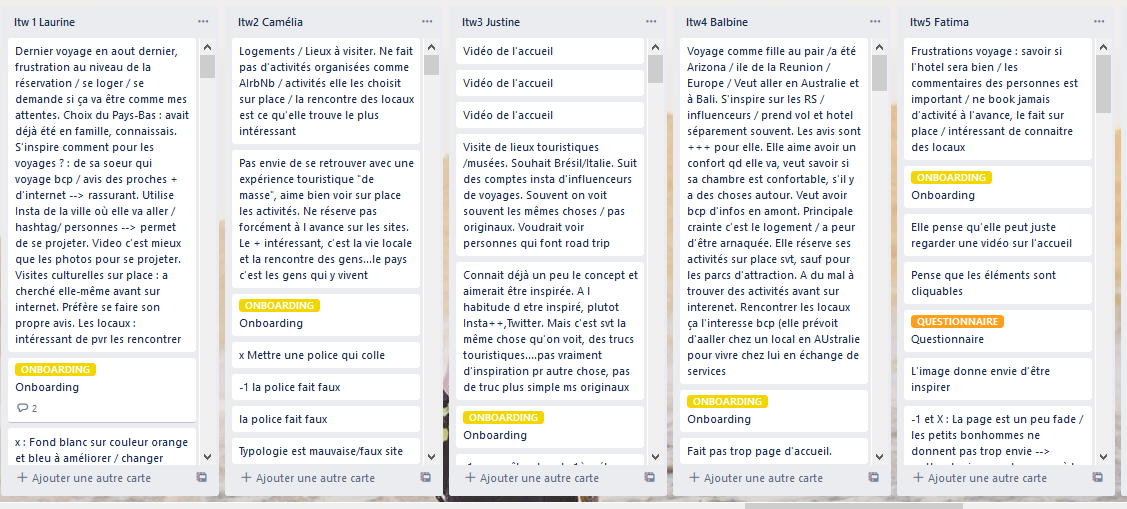 Itw 1 Laurine
Dernier voyage en aout dernier,
frustration au niveau de la
réservation / se loger / se
demande si ça va être comme mes
attentes. Choix du Pays-Bas : avait
déjà été en famille, connaissais.
S'inspire comment pour les
voyages ? : de sa soeur qui
voyage bcp / avis des proches +
d'internet --> rassurant. Utilise
Insta de la ville où elle va aller /
hashtag/ personnes --> permet
de se projeter. Video c'est mieux
que les photos pour se projeter.
Visites culturelles sur place : a
cherché elle-même avant sur
internet. Préfère se faire son
propre avis. Les locaux :
intéressant de pvr les rencontrer
ONBOARDING
Onboarding
2
x : Fond blanc sur couleur orange
et bleu à améliorer / changer
Ajouter une autre carte
Itw2 Camélia
Logements / Lieux à visiter. Ne fait
pas d'activités organisées comme
AIrbNb / activités elle les choisit
sur place / la rencontre des locaux
est ce qu'elle trouve le plus
intéressant
Pas envie de se retrouver avec une
expérience touristique "de
masse", aime bien voir sur place
les activités. Ne réserve pas
forcément à l avance sur les sites.
Le + intéressant, c'est la vie locale
et la rencontre des gens...le pays
c'est les gens qui y vivent
ONBOARDING
Onboarding
x Mettre une police qui colle
-1 la police fait faux
la police fait faux
Typologie est mauvaise/faux site
Ajouter une autre carte
Itw3 Justine
Vidéo de l'accueil
Vidéo de l'accueil
Vidéo de l'accueil
Visite de lieux touristiques
/musées. Souhait Brésil/Italie. Suit
des comptes insta d'influenceurs
de voyages. Souvent on voit
souvent les mêmes choses / pas
originaux. Voudrait voir
personnes qui font road trip
Connait déjà un peu le concept et
aimerait être inspirée. A l
habitude d etre inspiré, plutot
Insta++,Twitter. Mais c'est svt la
même chose qu'on voit, des trucs
touristiques....pas vraiment
d'inspiration pr autre chose, pas
de truc plus simple ms originaux
ONBOARDING
Onboarding
Ajouter une autre carte
Itw4 Balbine
Voyage comme fille au pair /a été
Arizona / ile de la Reunion /
Europe / Veut aller en Australie et
à Bali. S'inspire sur les RS /
influenceurs / prend vol et hotel
séparement souvent. Les avis sont
+++ pour elle. Elle aime avoir un
confort qd elle va, veut savoir si
sa chambre est confortable, s'il y
a des choses autour. Veut avoir
bcp d'infos en amont. Principale
crainte c'est le logement / a peur
d'être arnaquée. Elle réserve ses
activités sur place svt, sauf pour
les parcs d'attraction. A du mal à
trouver des activités avant sur
interenet. Rencontrer les locaux
ça l'interesse bcp (elle prévoit
d'aaller chez un local en AUstralie
pour vivre chez lui en échange de
services
ONBOARDING
Onboarding
Fait pas trop page d'accueil.
Ajouter une autre carte
Itw5 Fatima
Frustrations voyage : savoir si
l'hotel sera bien / les
commentaires des personnes est
important / ne book jamais
d'activité à l'avance, le fait sur
place / intéressant de connaitre
des locaux
ONBOARDING
Onboarding
Elle pense qu'elle peut juste
regarder une vidéo sur l'accueil
Pense que les éléments sont
cliquables
QUESTIONNAIRE
Questionnaire
L'image donne envie d'être
inspirer
-1 et X : La page est un peu fade /
les petits bonhommes ne
donnent pas trop envie -->
Ajouter une autre carte